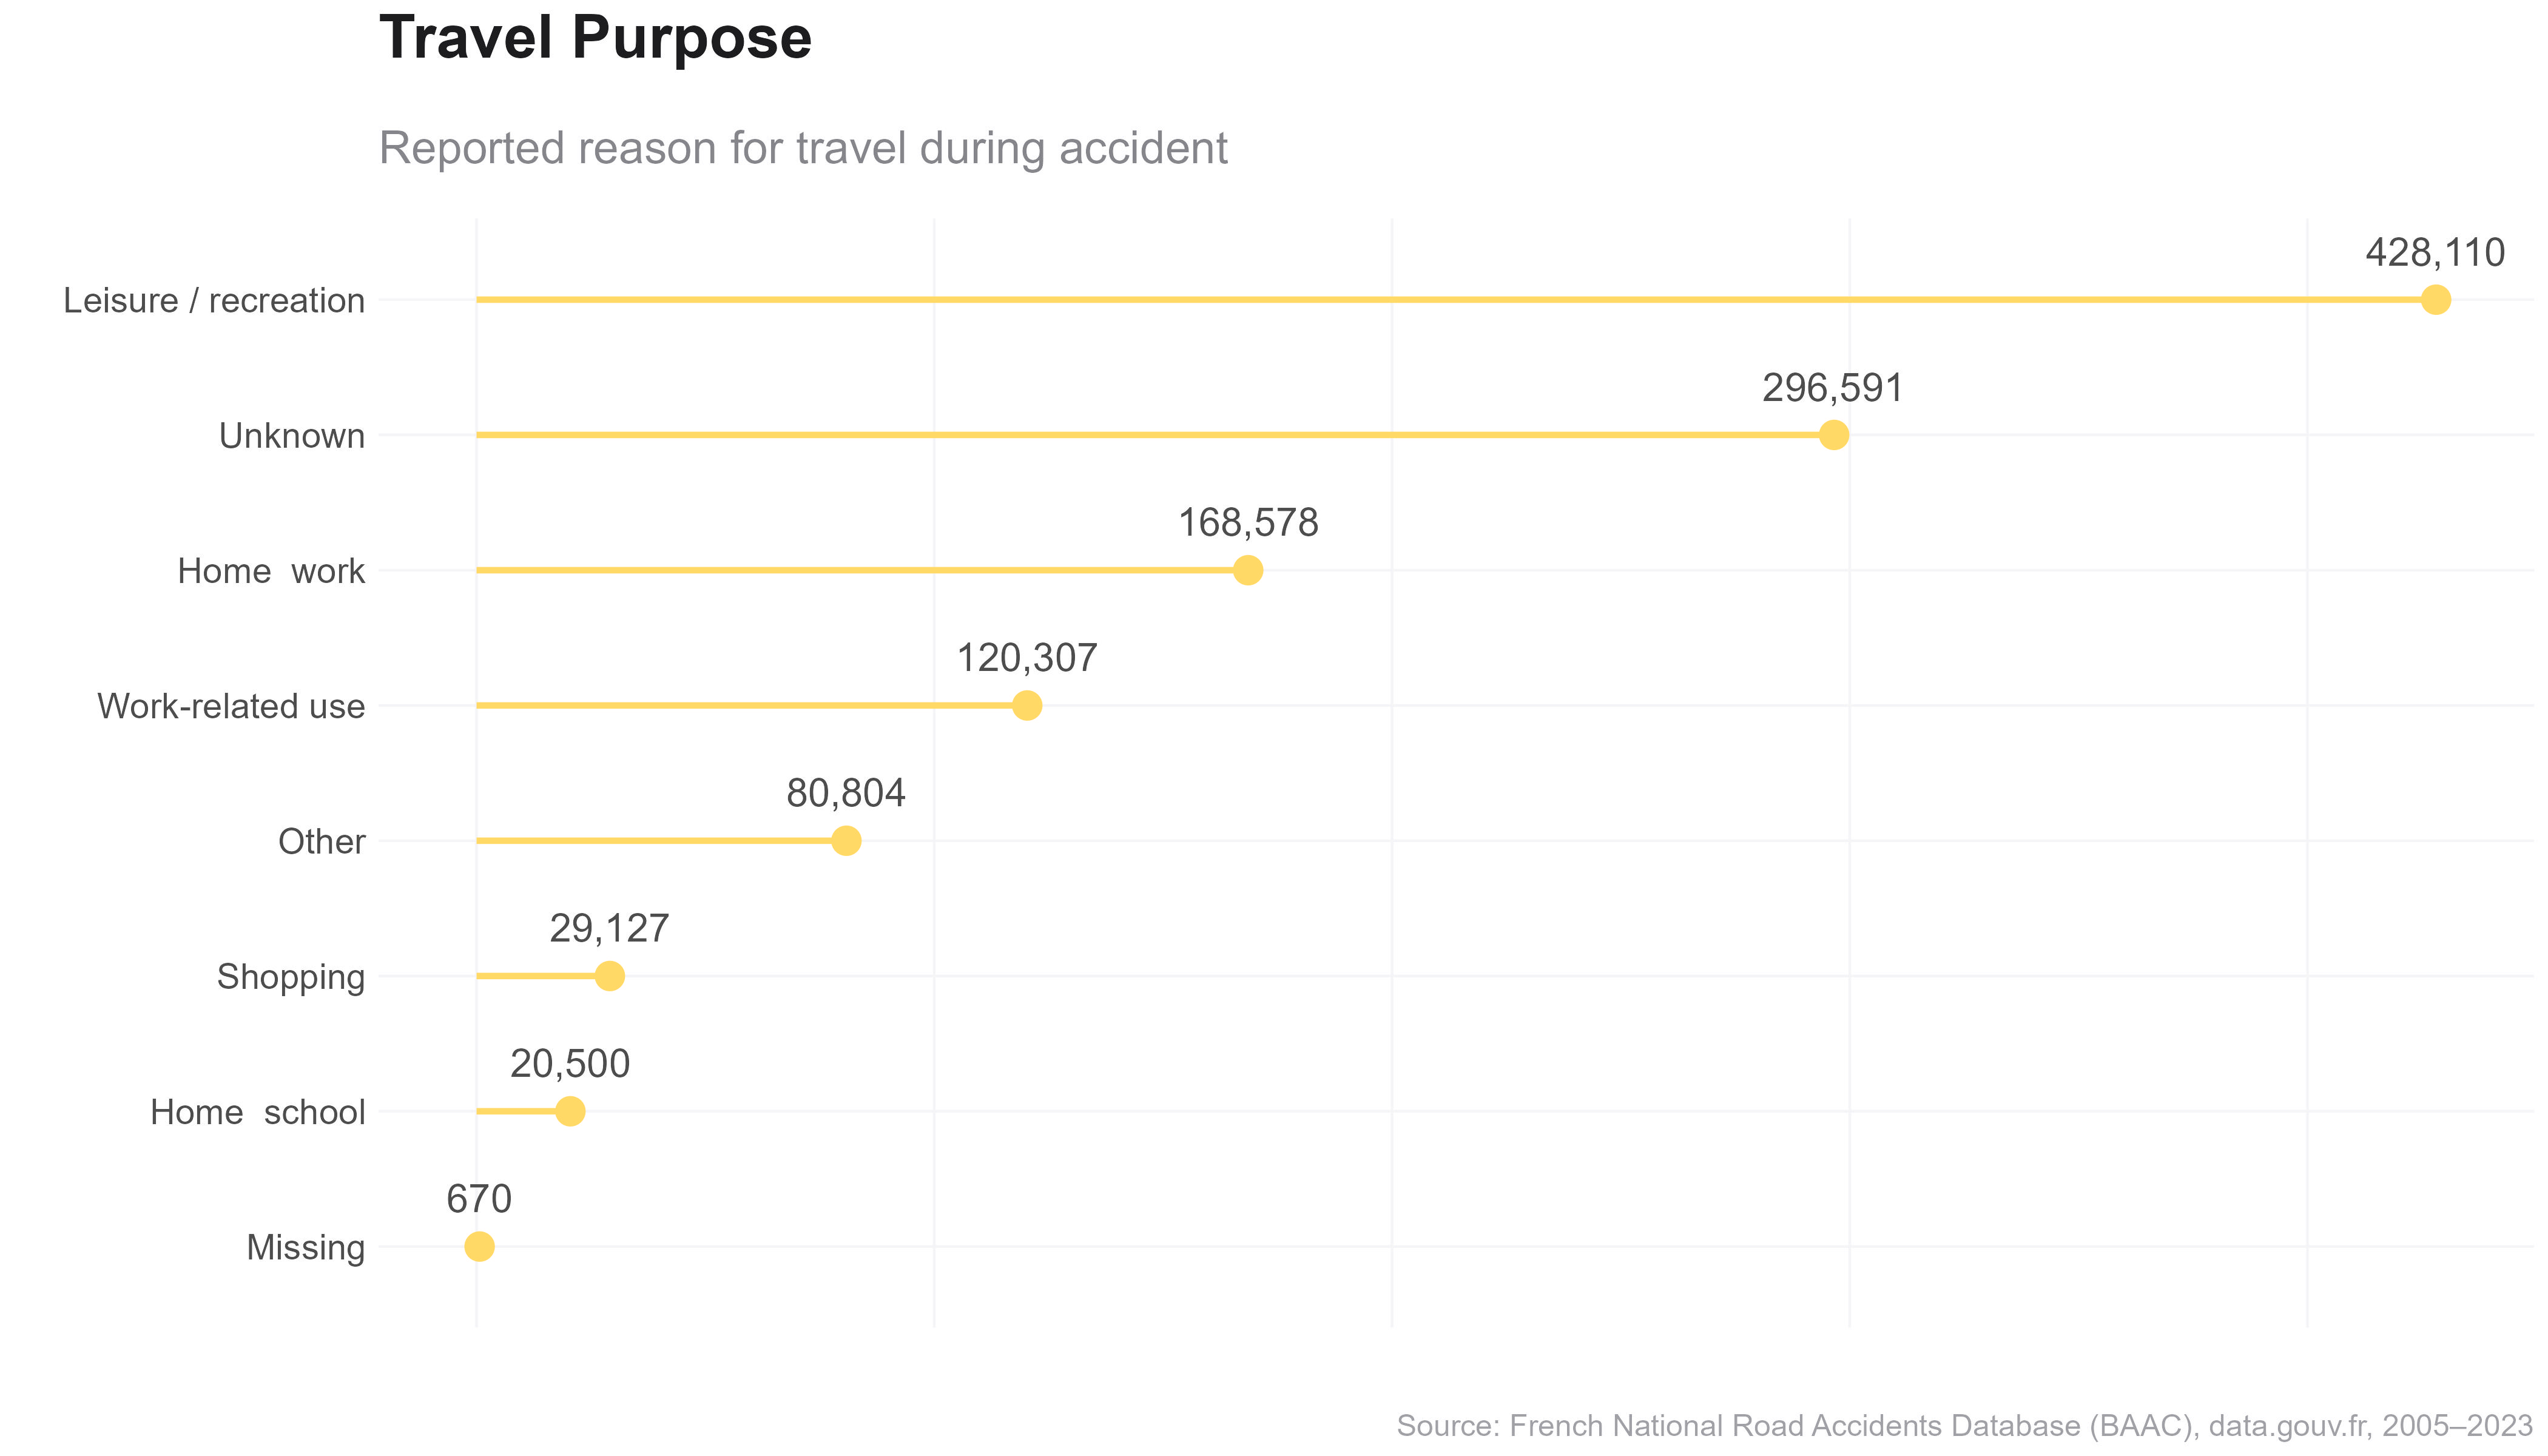 Travel Purpose
Reported reason for travel during accident
428,110
Leisure / recreation
296,591
Unknown
168,578
Home  work
120,307
Work-related use
80,804
Other
29,127
Shopping
20,500
Home  school
670
Missing
Source: French National Road Accidents Database (BAAC), data.gouv.fr, 2005–2023